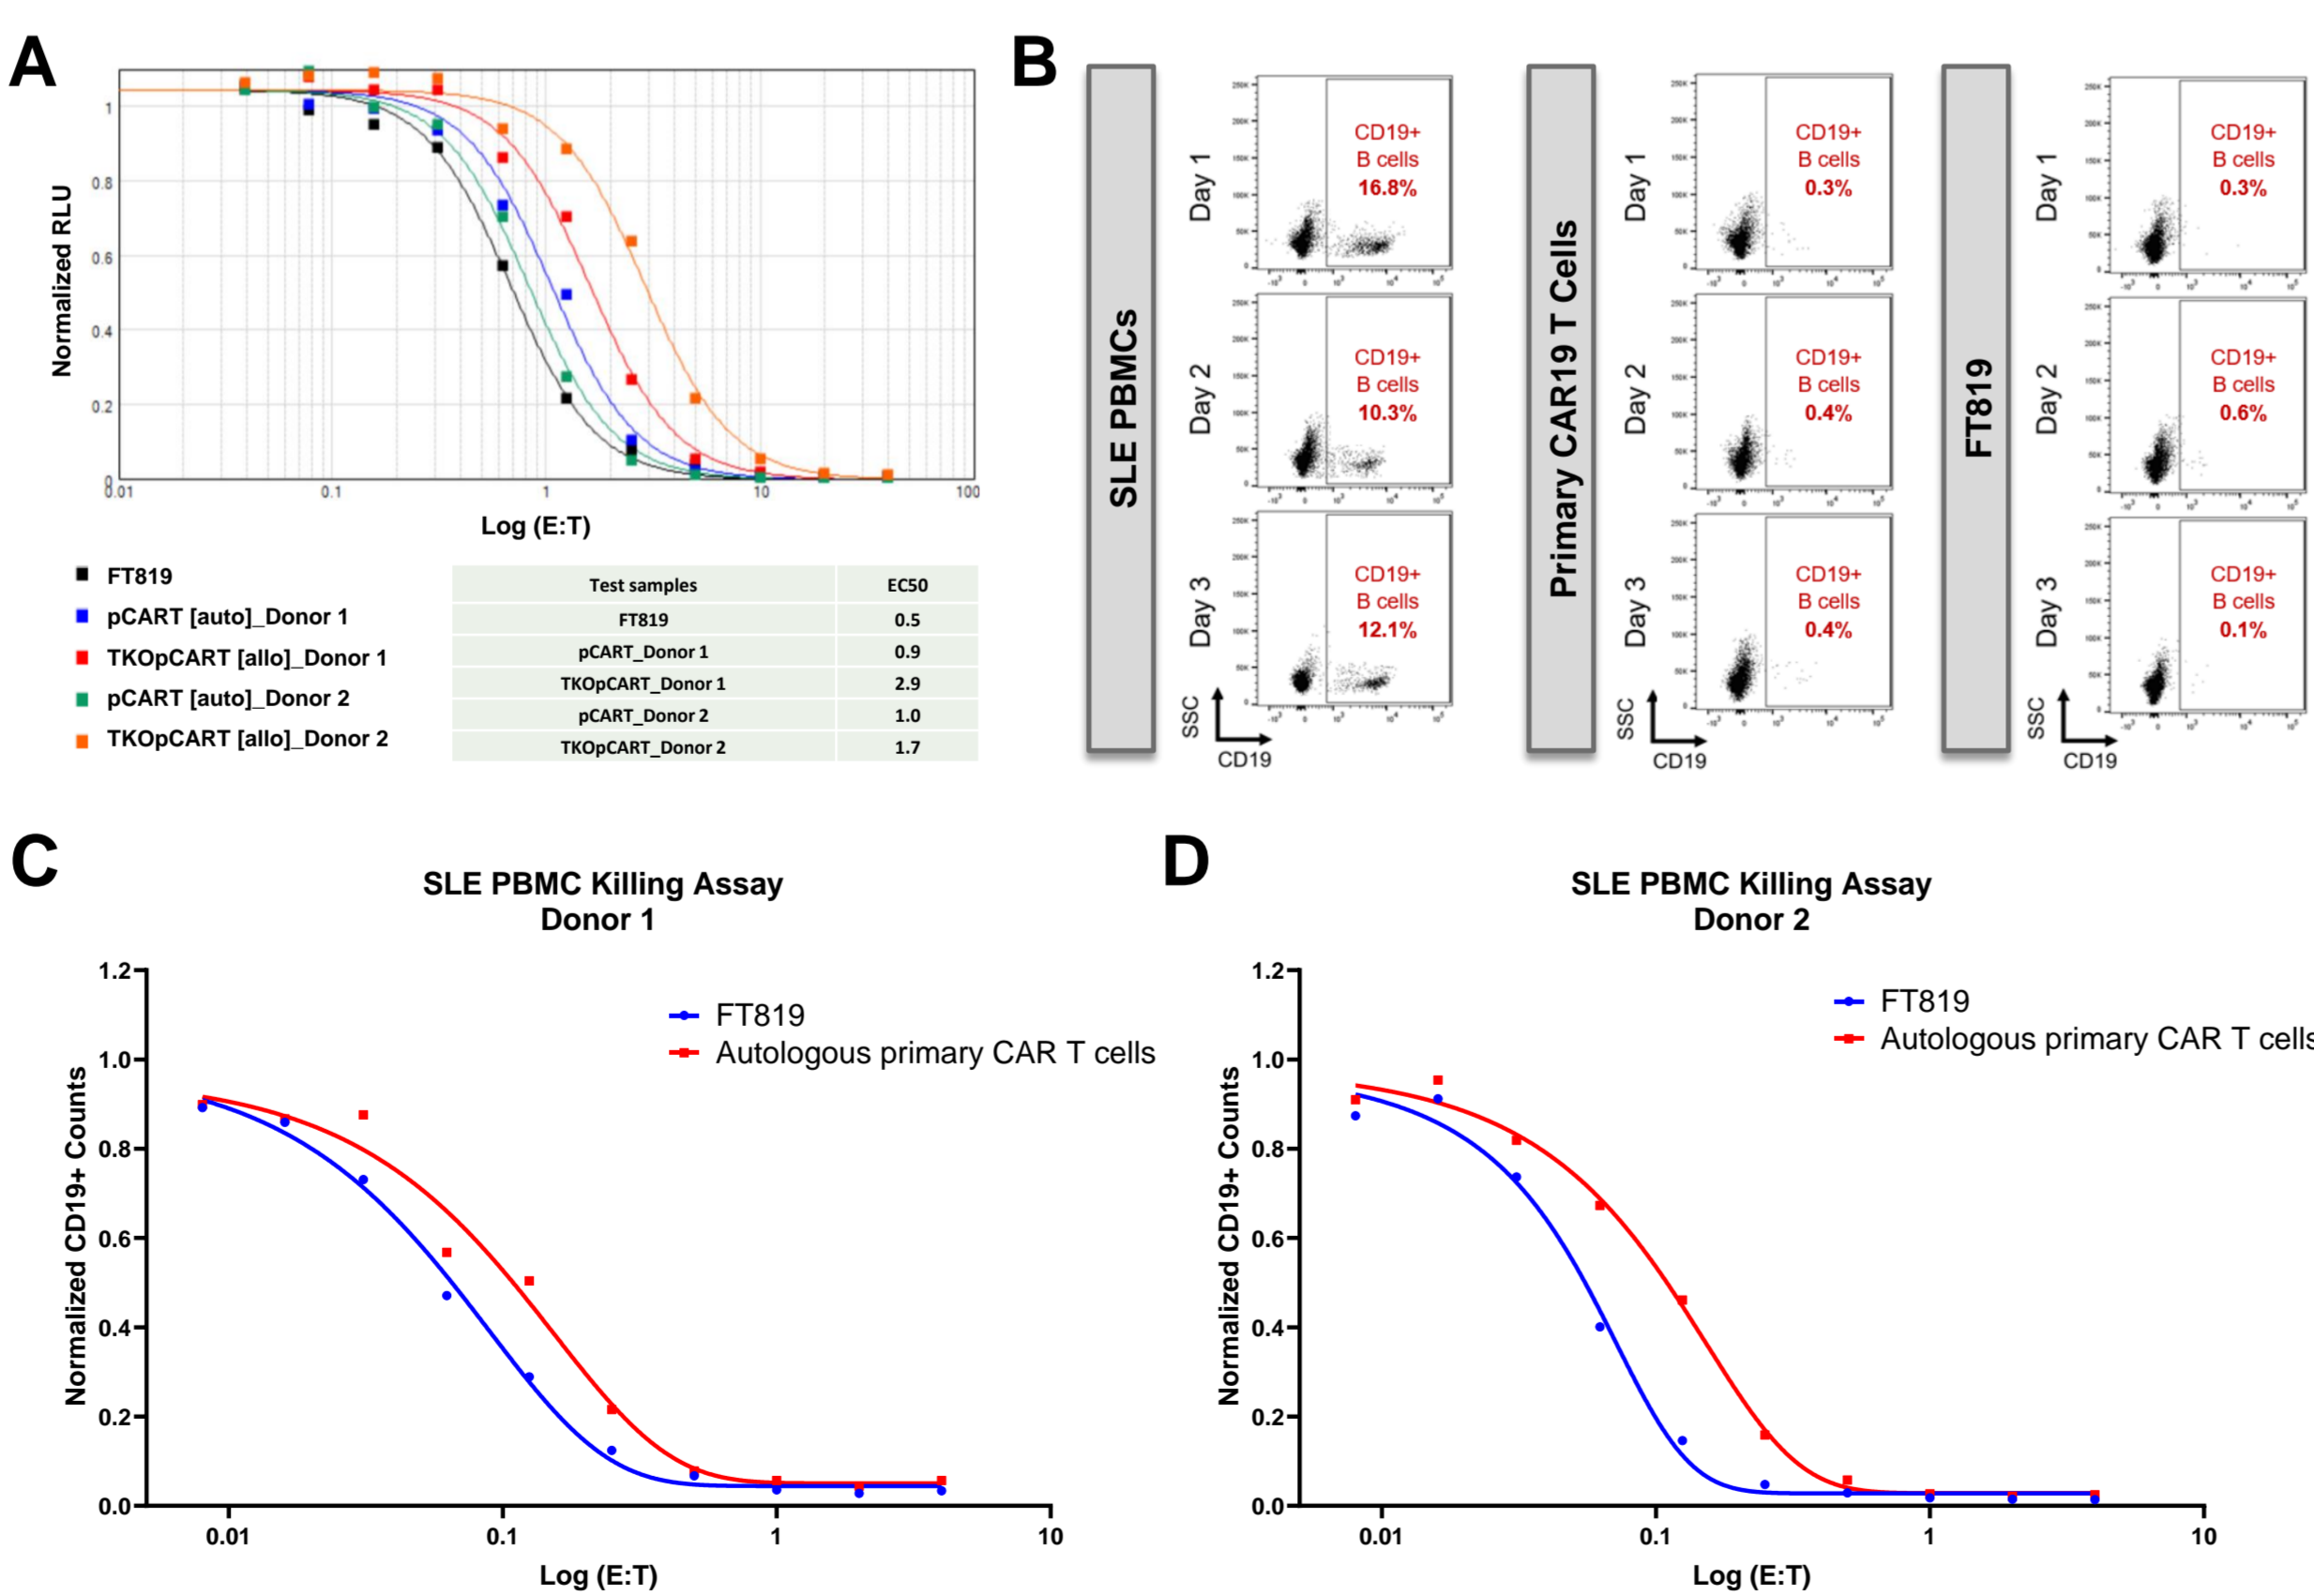 A
Normalized RLU
1
0.8
0.6
0.4
0.2
0
0.01
0.1
1
10
100
Log (E:T)
FT819
pCART [auto]_Donor 1
TKOpCART [allo]_Donor 1
pCART [auto]_Donor 2
TKOpCART [allo]_Donor 2
Test samples EC50
FT819 0.5
pCART_Donor 1 0.9
TKOpCART_Donor 1 2.9
pCART_Donor 2 1.0
TKOpCART_Donor 2 1.7
B
SLE PBMCs
Day 1
CD19+
B cells
16.8%
Day 2
CD19+
B cells
10.3%
Day 3
CD19+
B cells
12.1%
SSC
CD19
Primary CAR19 T Cells
Day 1
CD19+
B cells
0.3%
Day 2
CD19+
B cells
0.4%
Day 3
CD19+
B cells
0.4%
SSC
CD19
FT819
Day 1
CD19+
B cells
0.3%
Day 2
CD19+
B cells
0.6%
Day 3
CD19+
B cells
0.1%
SSC
CD19
C
SLE PBMC Killing Assay
Donor 1
FT819
Autologous primary CAR T cells
Normalized CD19+ Counts
1.2
1.0
0.8
0.6
0.4
0.2
0.0
0.01
0.1
1
10
Log (E:T)
D
SLE PBMC Killing Assay
Donor 2
FT819
Autologous primary CAR T cells
Normalized CD19+ Counts
1.2
1.0
0.8
0.6
0.4
0.2
0.0
0.01
0.1
1
10
Log (E:T)